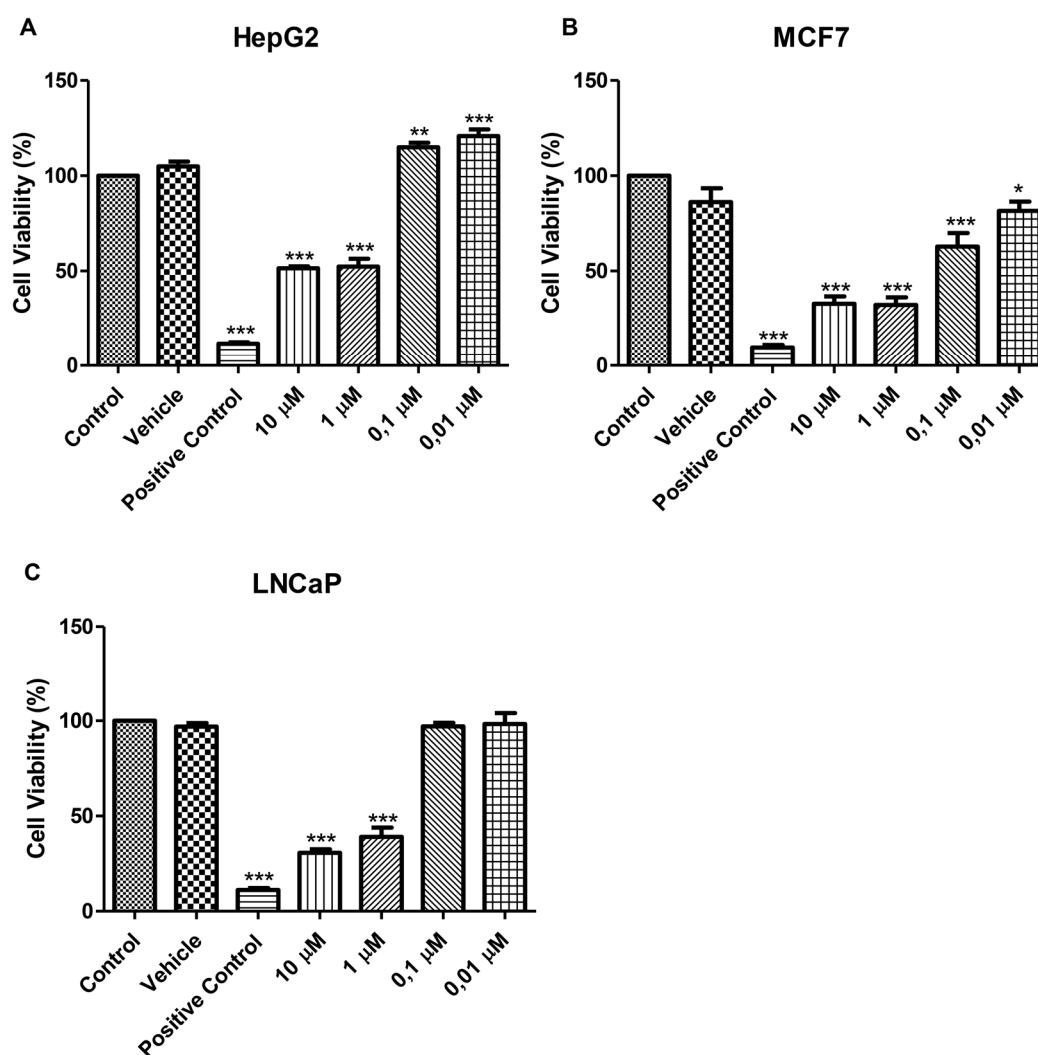 A
HepG2
Cell Viability (%)
150
100
50
0
***
***
***
**
***
Control
Vehicle
Positive Control
10 µM
1 µM
0,1 µM
0,01 µM
B
MCF7
Cell Viability (%)
150
100
50
0
***
***
***
***
*
Control
Vehicle
Positive Control
10 µM
1 µM
0,1 µM
0,01 µM
C
LNCaP
Cell Viability (%)
150
100
50
0
***
***
***
Control
Vehicle
Positive Control
10 µM
1 µM
0,1 µM
0,01 µM